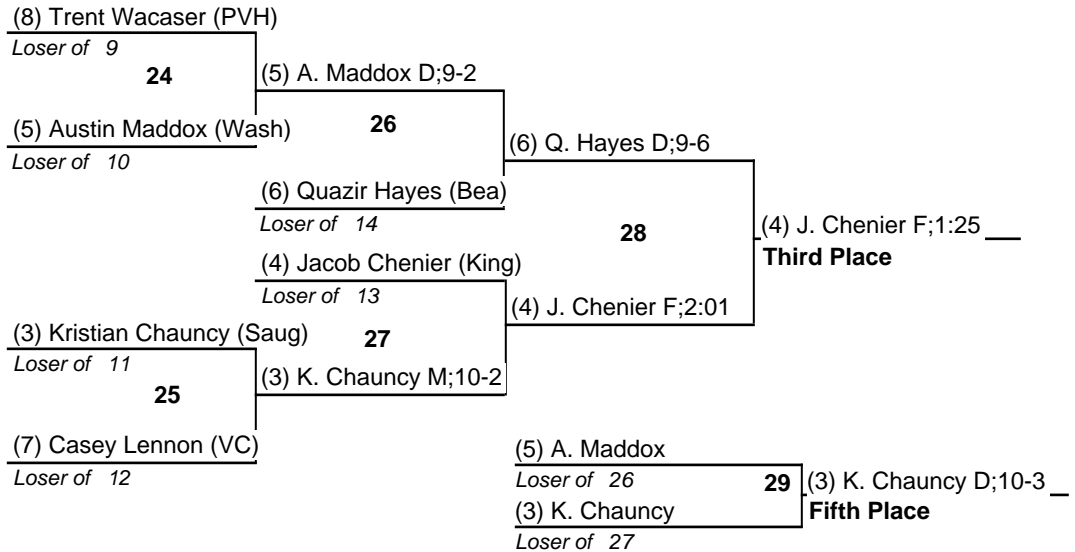 (8) Trent Wacaser (PVH)
Loser of 9
24
(5) A. Maddox D;9-2
(5) Austin Maddox (Wash)
Loser of 10
26
(6) Q. Hayes D;9-6
(6) Quazir Hayes (Bea)
Loser of 14
28
(4) J. Chenier F;1:25
Third Place
(4) Jacob Chenier (King)
Loser of 13
(4) J. Chenier F;2:01
(3) Kristian Chauncy (Saug)
Loser of 11
27
25
(3) K. Chauncy M;10-2
(7) Casey Lennon (VC)
Loser of 12
(5) A. Maddox
Loser of 26
29
(3) K. Chauncy D;10-3
Fifth Place
(3) K. Chauncy
Loser of 27